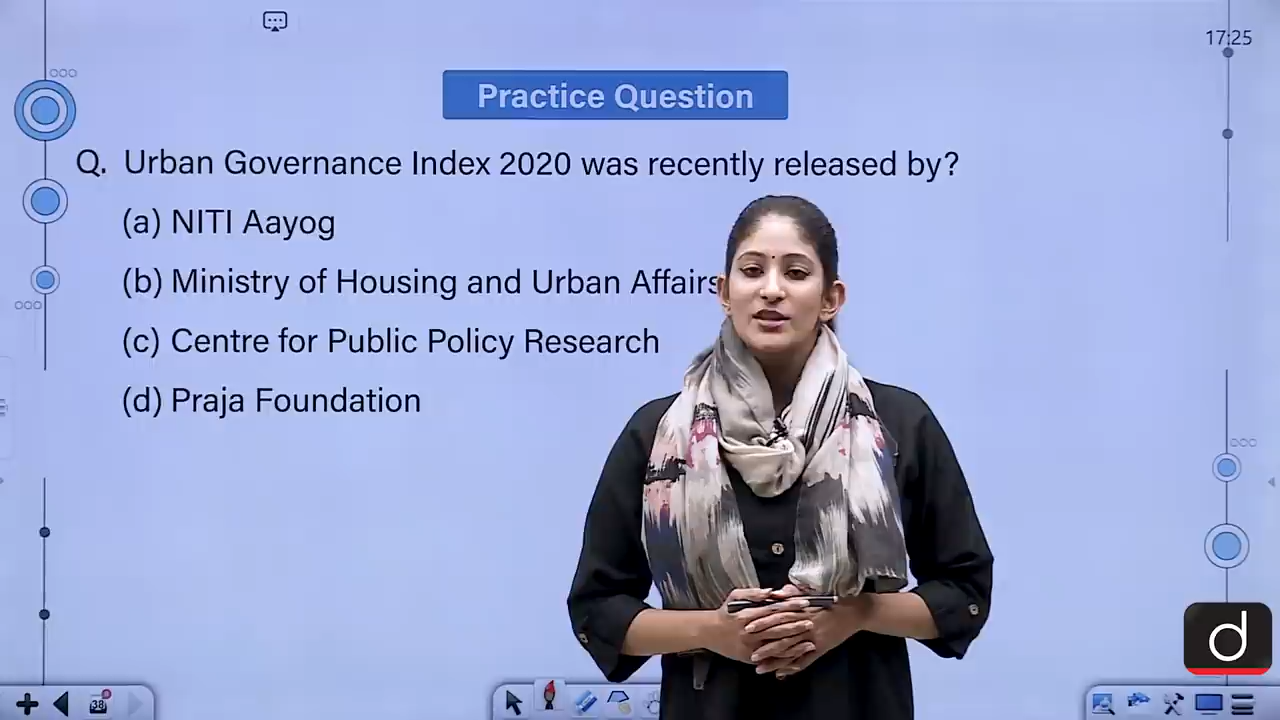 17:25
Practice Question
Q. Urban Governance Index 2020 was recently released by?
(a) NITI Aayog
(b) Ministry of Housing and Urban Affairs
(c) Centre for Public Policy Research
(d) Praja Foundation
d
38